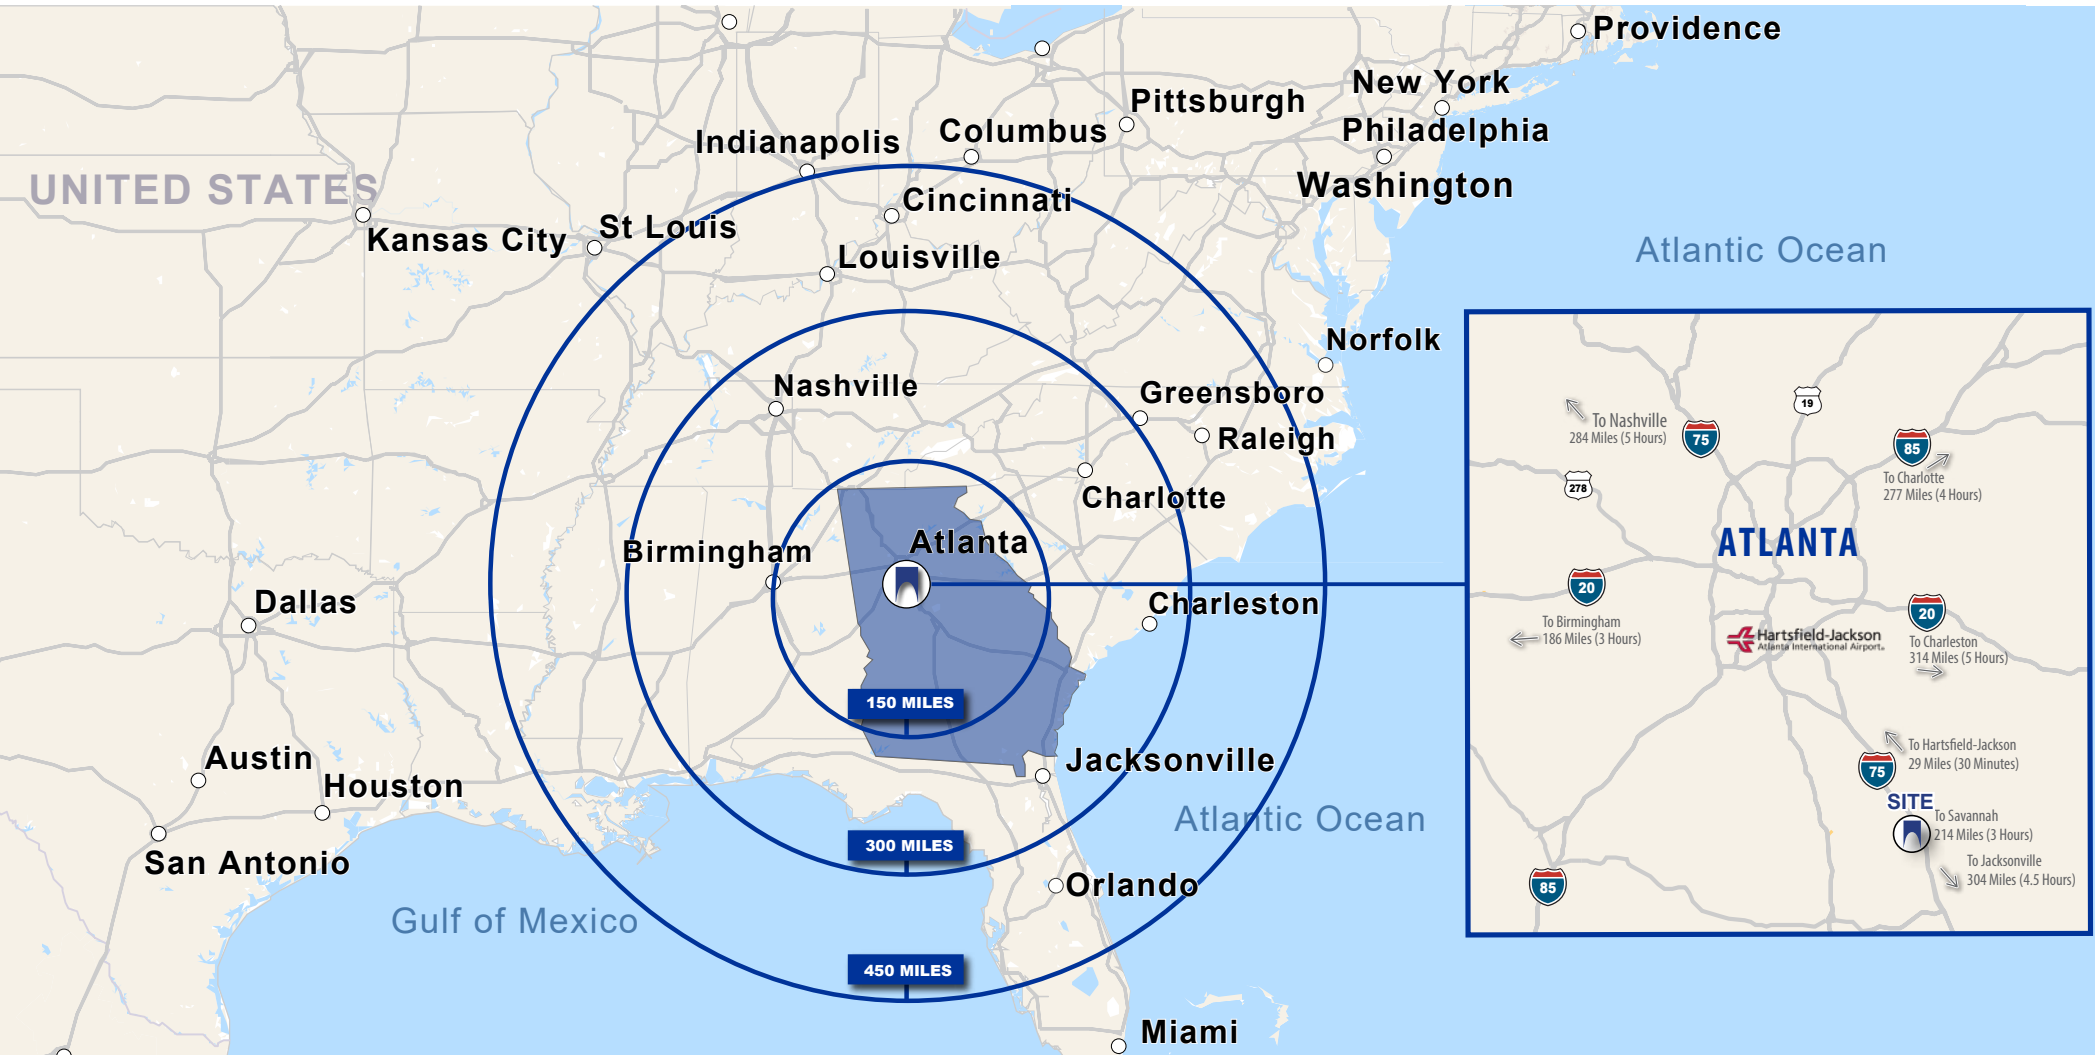 Providence
New York
Pittsburgh
Philadelphia
Columbus
Indianapolis
Washington
UNITED STATES
Cincinnati
St Louis
Kansas City
Louisville
Atlantic Ocean
Norfolk
Nashville
Greensboro
Raleigh
Charlotte
Atlanta
Birmingham
Dallas
Charleston
150 MILES
Jacksonville
Austin
Houston
Atlantic Ocean
300 MILES
San Antonio
Orlando
Gulf of Mexico
450 MILES
Miami
19
To Nashville
284 Miles (5 Hours)
75
85
To Charlotte
277 Miles (4 Hours)
278
ATLANTA
20
To Birmingham
186 Miles (3 Hours)
20
Hartsfield-Jackson
Atlanta International Airport
To Charleston
314 Miles (5 Hours)
To Hartsfield-Jackson
29 Miles (30 Minutes)
75
SITE
To Savannah
214 Miles (3 Hours)
To Jacksonville
304 Miles (4.5 Hours)
85